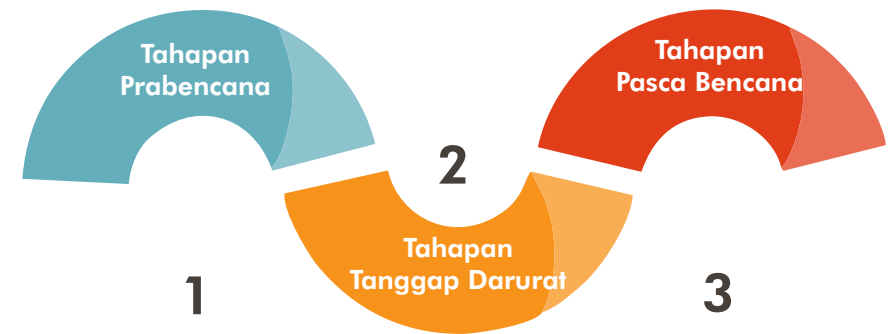 Tahapan
Prabencana
1
2
Tahapan
Tanggap Darurat
Tahapan
Pasca Bencana
3